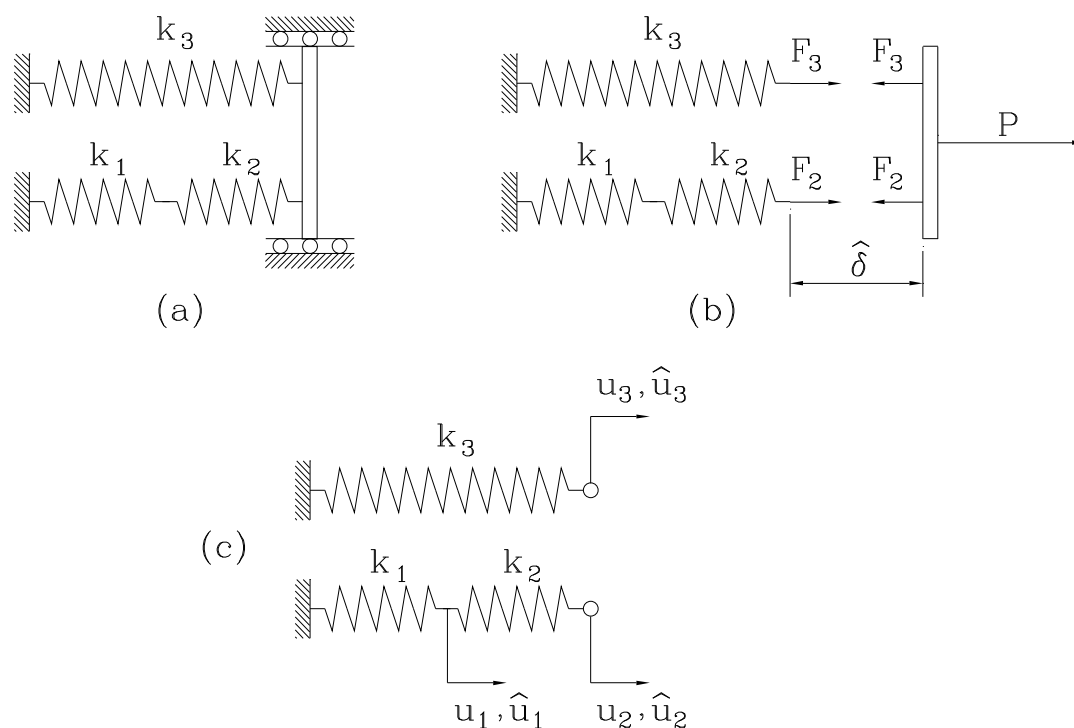 k₃
k₁ k₂
(a)
k₃ F₃ F₃
P
k₁ k₂ F₂ F₂
δ̂
(b)
u₃,û₃
k₃
(c)
k₁ k₂
u₁,û₁ u₂,û₂